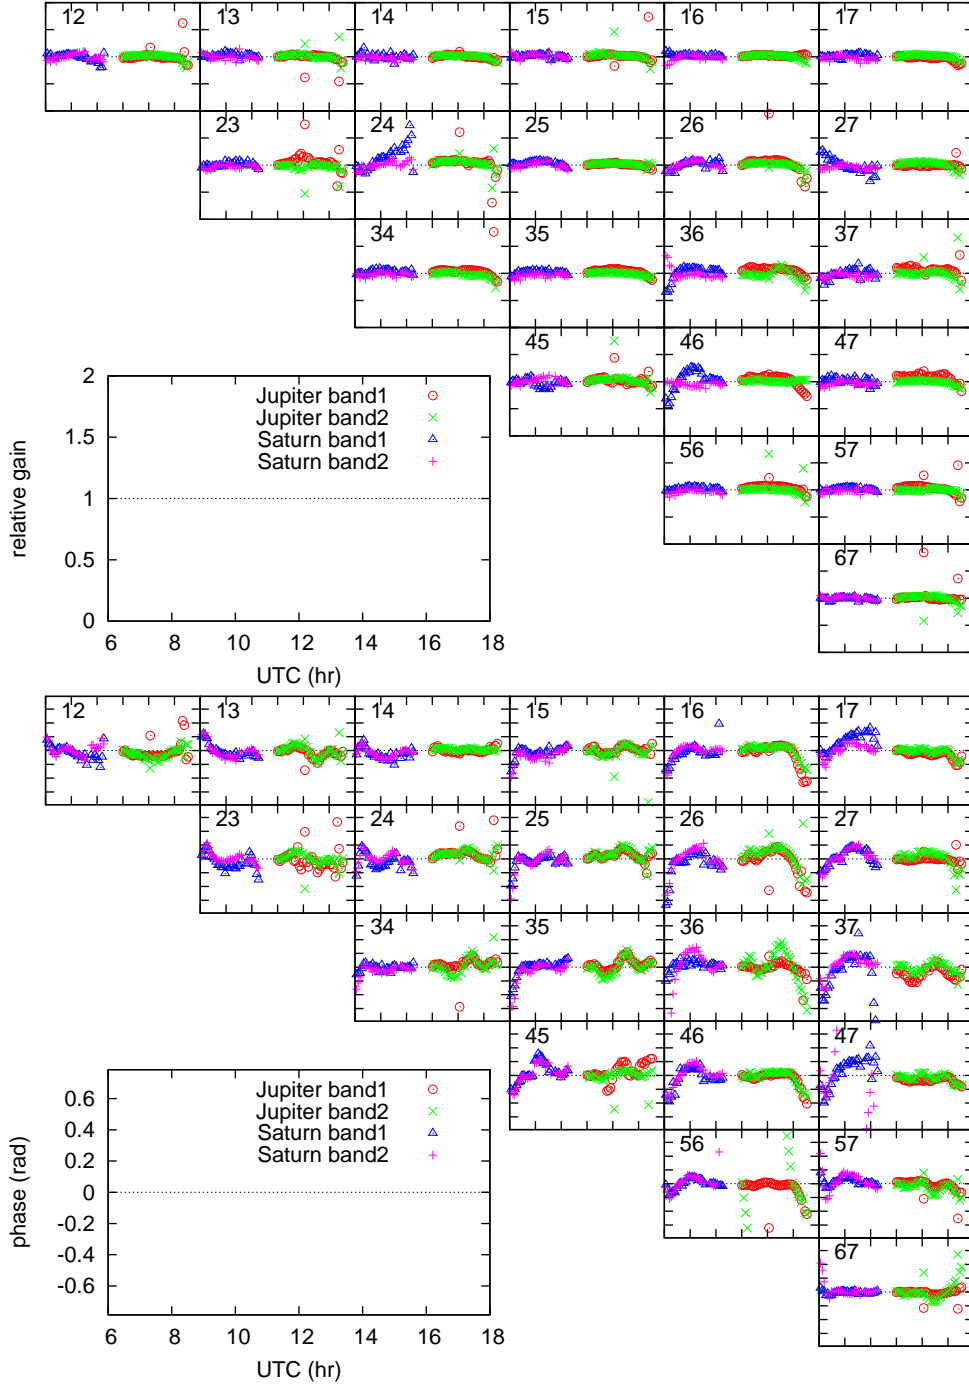 12 13 14 15 16 17
23 24 25 26 27
34 35 36 37
45 46 47
56 57
67
relative gain
2
1.5
1
0.5
0
Jupiter band1
Jupiter band2
Saturn band1
Saturn band2
6 8 10 12 14 16 18
UTC (hr)
12 13 14 15 16 17
23 24 25 26 27
34 35 36 37
45 46 47
56 57
67
phase (rad)
0.6
0.4
0.2
0
-0.2
-0.4
-0.6
Jupiter band1
Jupiter band2
Saturn band1
Saturn band2
6 8 10 12 14 16 18
UTC (hr)